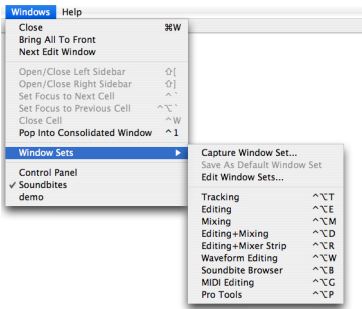 Windows Help
Close ⌘W
Bring All To Front
Next Edit Window
Open/Close Left Sidebar ⇧[
Open/Close Right Sidebar ⇧]
Set Focus to Next Cell ^`
Set Focus to Previous Cell ^⌥`
Close Cell ^W
Pop Into Consolidated Window ^1
Window Sets ▶
Control Panel
✓ Soundbites
demo
Capture Window Set...
Save As Default Window Set
Edit Window Sets...
Tracking ^⌥T
Editing ^⌥E
Mixing ^⌥M
Editing+Mixing ^⌥D
Editing+Mixer Strip ^⌥R
Waveform Editing ^⌥W
Soundbite Browser ^⌥B
MIDI Editing ^⌥G
Pro Tools ^⌥P